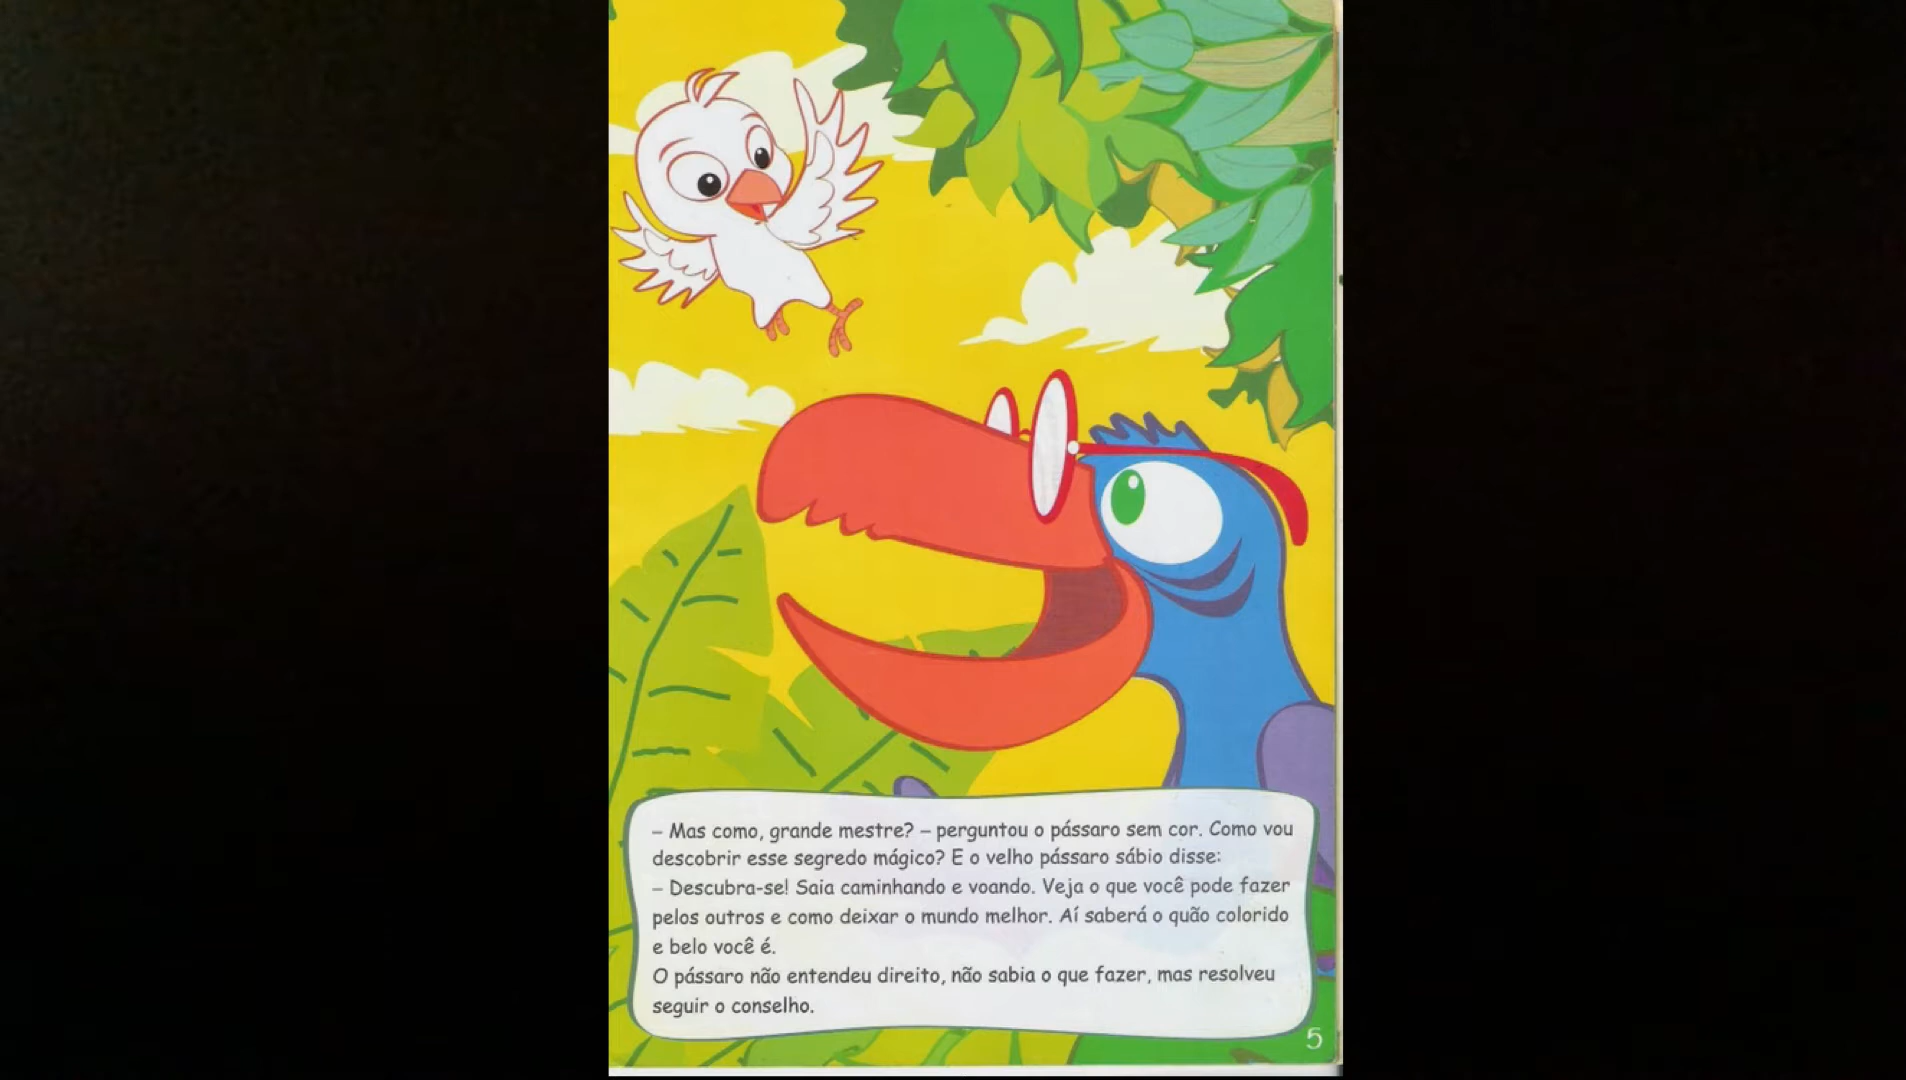 – Mas como, grande mestre? – perguntou o pássaro sem cor. Como vou
descobrir esse segredo mágico? E o velho pássaro sábio disse:
– Descubra-se! Saia caminhando e voando. Veja o que você pode fazer
pelos outros e como deixar o mundo melhor. Aí saberá o quão colorido
e belo você é.
O pássaro não entendeu direito, não sabia o que fazer, mas resolveu
seguir o conselho.
5